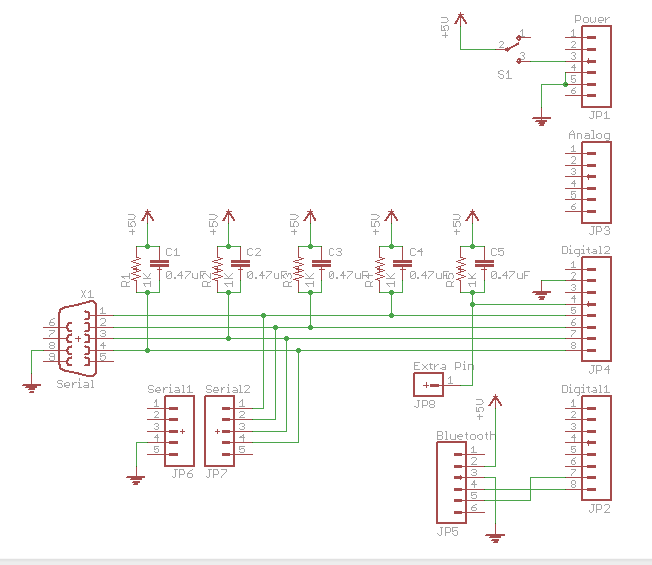 Power
+5V
1
2
3
4
5
6
2
1
3
S1
JP1
Analog
1
2
3
4
5
6
JP3
+5V
+5V
+5V
+5V
+5V
R1
1K
C1
0.47uF
R2
1K
C2
0.47uF
R3
1K
C3
0.47uF
1K
C4
0.47uF
1K
C5
0.47uF
Digital2
1
2
3
4
5
6
7
8
JP4
X1
6
7
8
9
1
2
3
4
5
Serial
Extra Pin
1
JP8
Serial1
1
2
3
4
5
JP6
Serial2
1
2
3
4
5
JP7
+5V
Bluetooth
1
2
3
4
5
6
JP5
Digital1
1
2
3
4
5
6
7
8
JP2